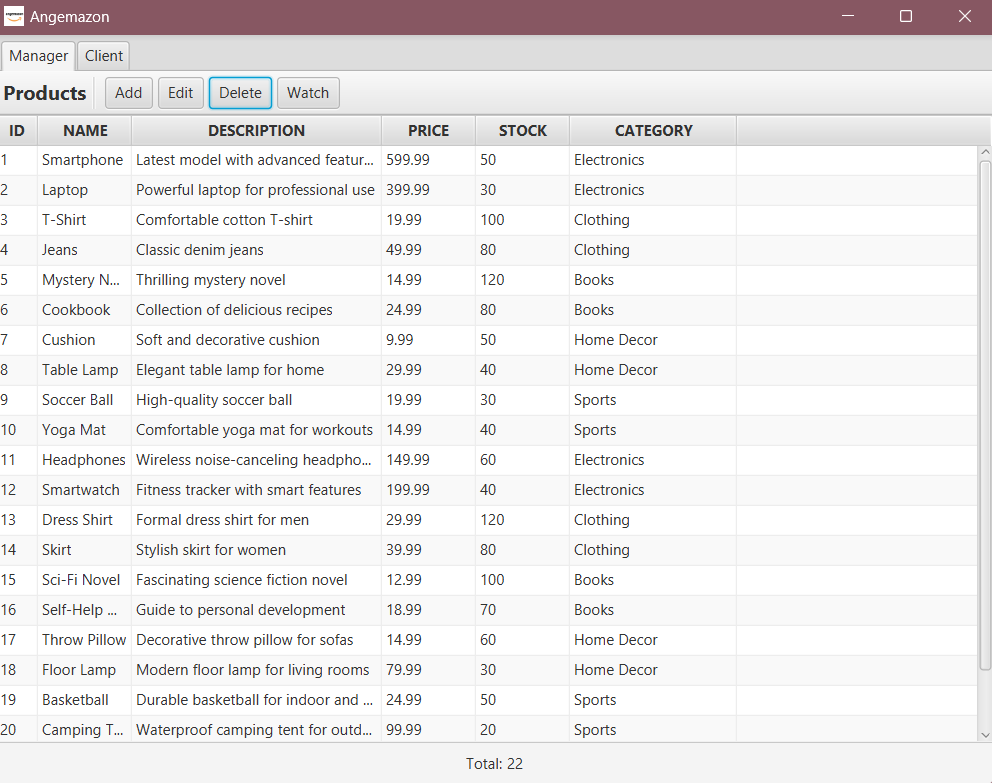 Angemazon
Manager Client
Products Add Edit Delete Watch
ID NAME DESCRIPTION PRICE STOCK CATEGORY
1 Smartphone Latest model with advanced featur... 599.99 50 Electronics
2 Laptop Powerful laptop for professional use 399.99 30 Electronics
3 T-Shirt Comfortable cotton T-shirt 19.99 100 Clothing
4 Jeans Classic denim jeans 49.99 80 Clothing
5 Mystery N... Thrilling mystery novel 14.99 120 Books
6 Cookbook Collection of delicious recipes 24.99 80 Books
7 Cushion Soft and decorative cushion 9.99 50 Home Decor
8 Table Lamp Elegant table lamp for home 29.99 40 Home Decor
9 Soccer Ball High-quality soccer ball 19.99 30 Sports
10 Yoga Mat Comfortable yoga mat for workouts 14.99 40 Sports
11 Headphones Wireless noise-canceling headpho... 149.99 60 Electronics
12 Smartwatch Fitness tracker with smart features 199.99 40 Electronics
13 Dress Shirt Formal dress shirt for men 29.99 120 Clothing
14 Skirt Stylish skirt for women 39.99 80 Clothing
15 Sci-Fi Novel Fascinating science fiction novel 12.99 100 Books
16 Self-Help ... Guide to personal development 18.99 70 Books
17 Throw Pillow Decorative throw pillow for sofas 14.99 60 Home Decor
18 Floor Lamp Modern floor lamp for living rooms 79.99 30 Home Decor
19 Basketball Durable basketball for indoor and ... 24.99 50 Sports
20 Camping T... Waterproof camping tent for outd... 99.99 20 Sports
Total: 22